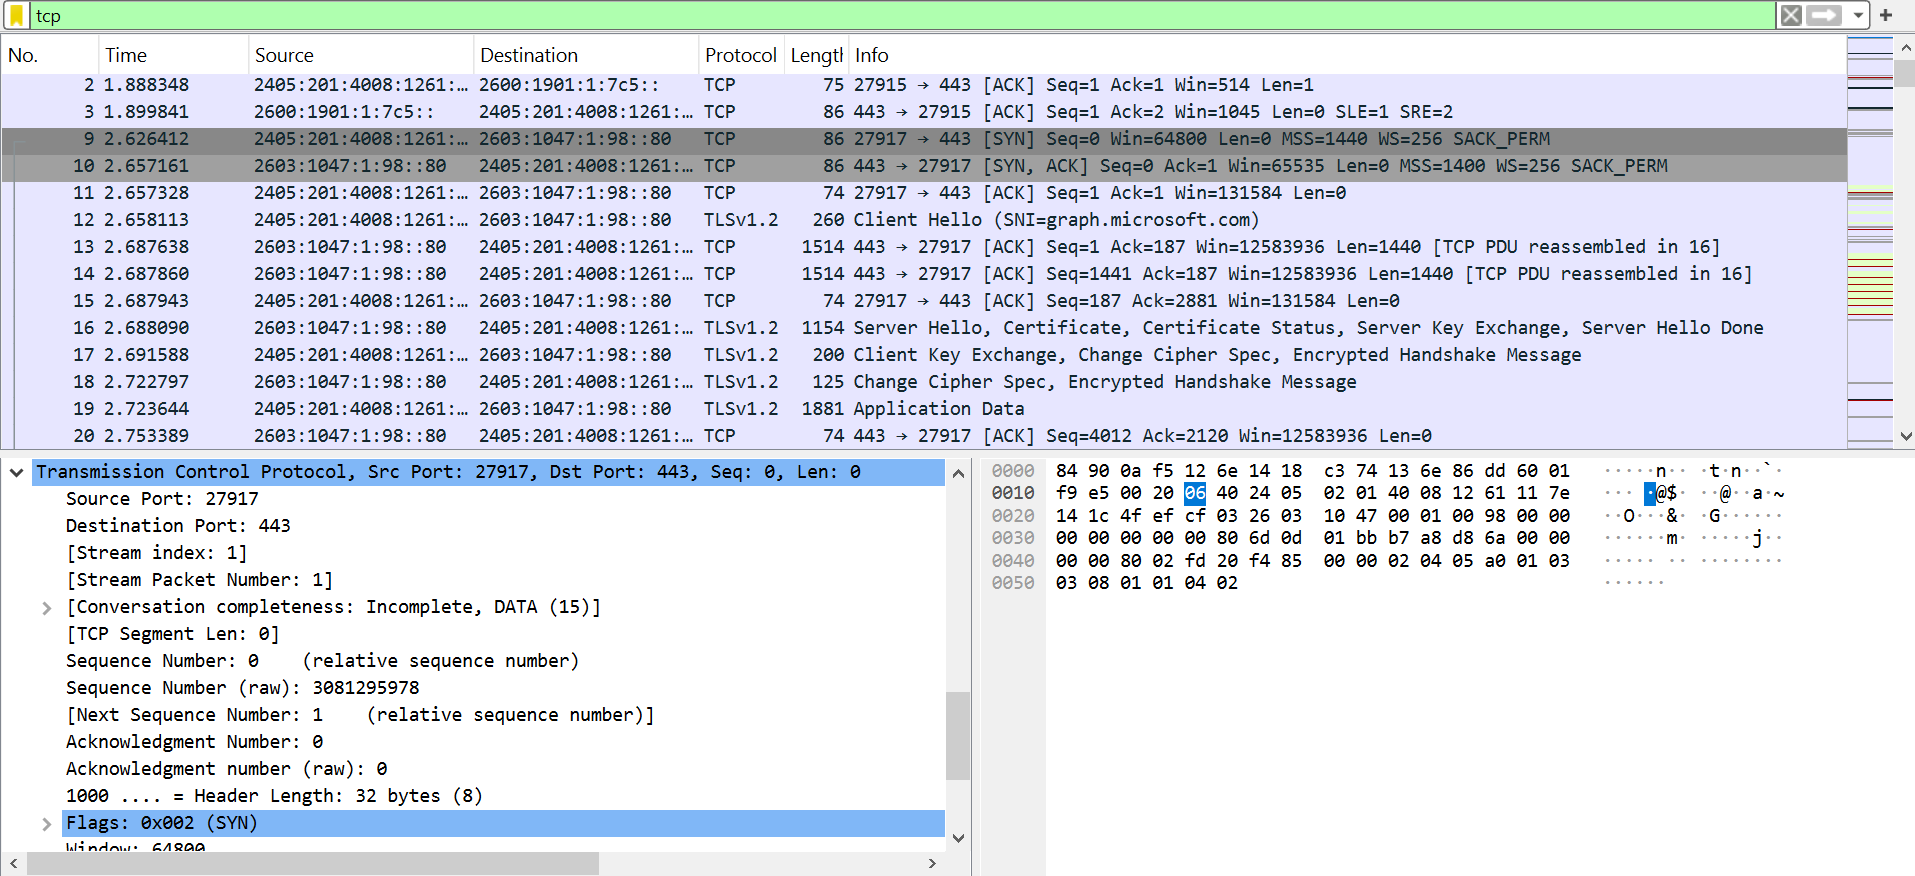 tcp
No. Time Source Destination Protocol Length Info
2 1.888348 2405:201:4008:1261:… 2600:1901:1:7c5:: TCP 75 27915 → 443 [ACK] Seq=1 Ack=1 Win=514 Len=1
3 1.899841 2600:1901:1:7c5:: 2405:201:4008:1261:… TCP 86 443 → 27915 [ACK] Seq=1 Ack=2 Win=1045 Len=0 SLE=1 SRE=2
9 2.626412 2405:201:4008:1261:… 2603:1047:1:98::80 TCP 86 27917 → 443 [SYN] Seq=0 Win=64800 Len=0 MSS=1440 WS=256 SACK_PERM
10 2.657161 2603:1047:1:98::80 2405:201:4008:1261:… TCP 86 443 → 27917 [SYN, ACK] Seq=0 Ack=1 Win=65535 Len=0 MSS=1400 WS=256 SACK_PERM
11 2.657328 2405:201:4008:1261:… 2603:1047:1:98::80 TCP 74 27917 → 443 [ACK] Seq=1 Ack=1 Win=131584 Len=0
12 2.658113 2405:201:4008:1261:… 2603:1047:1:98::80 TLSv1.2 260 Client Hello (SNI=graph.microsoft.com)
13 2.687638 2603:1047:1:98::80 2405:201:4008:1261:… TCP 1514 443 → 27917 [ACK] Seq=1 Ack=187 Win=12583936 Len=1440 [TCP PDU reassembled in 16]
14 2.687860 2603:1047:1:98::80 2405:201:4008:1261:… TCP 1514 443 → 27917 [ACK] Seq=1441 Ack=187 Win=12583936 Len=1440 [TCP PDU reassembled in 16]
15 2.687943 2405:201:4008:1261:… 2603:1047:1:98::80 TCP 74 27917 → 443 [ACK] Seq=187 Ack=2881 Win=131584 Len=0
16 2.688090 2603:1047:1:98::80 2405:201:4008:1261:… TLSv1.2 1154 Server Hello, Certificate, Certificate Status, Server Key Exchange, Server Hello Done
17 2.691588 2405:201:4008:1261:… 2603:1047:1:98::80 TLSv1.2 200 Client Key Exchange, Change Cipher Spec, Encrypted Handshake Message
18 2.722797 2603:1047:1:98::80 2405:201:4008:1261:… TLSv1.2 125 Change Cipher Spec, Encrypted Handshake Message
19 2.723644 2405:201:4008:1261:… 2603:1047:1:98::80 TLSv1.2 1881 Application Data
20 2.753389 2603:1047:1:98::80 2405:201:4008:1261:… TCP 74 443 → 27917 [ACK] Seq=4012 Ack=2120 Win=12583936 Len=0
Transmission Control Protocol, Src Port: 27917, Dst Port: 443, Seq: 0, Len: 0
Source Port: 27917
Destination Port: 443
[Stream index: 1]
[Stream Packet Number: 1]
[Conversation completeness: Incomplete, DATA (15)]
[TCP Segment Len: 0]
Sequence Number: 0 (relative sequence number)
Sequence Number (raw): 3081295978
[Next Sequence Number: 1 (relative sequence number)]
Acknowledgment Number: 0
Acknowledgment number (raw): 0
1000 .... = Header Length: 32 bytes (8)
Flags: 0x002 (SYN)
Window: 64800
0000 84 90 0a f5 12 6e 14 18 c3 74 13 6e 86 dd 60 01 ·····n·· ·t·n··`·
0010 f9 e5 00 20 06 40 24 05 02 01 40 08 12 61 11 7e ··· ·@$· ··@··a·~
0020 14 1c 4f ef cf 03 26 03 10 47 00 01 00 98 00 00 ··O···&· ·G······
0030 00 00 00 00 00 80 6d 0d 01 bb b7 a8 d8 6a 00 00 ······m· ·····j··
0040 00 00 80 02 fd 20 f4 85 00 00 02 04 05 a0 01 03 ····· ·· ········
0050 03 08 01 01 04 02 ······